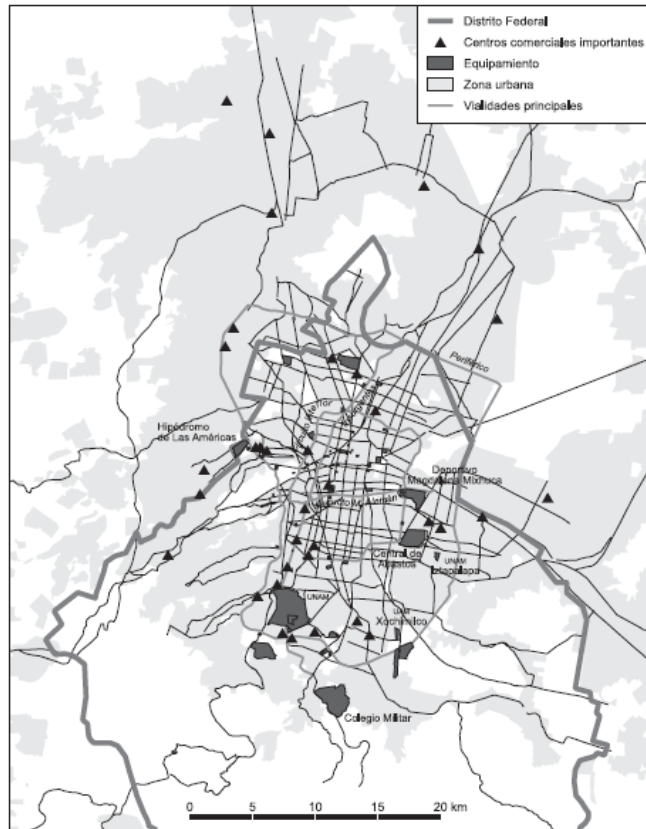 Distrito Federal
Centros comerciales importantes
Equipamiento
Zona urbana
Vialidades principales
Periférico
Hipódromo
de Las Américas
Deportivo
Magdalena Mixhuca
Central de
Abastos
UNAM
Iztapalapa
UNAM
UAM
Xochimilco
Colegio Militar
0 5 10 15 20 km